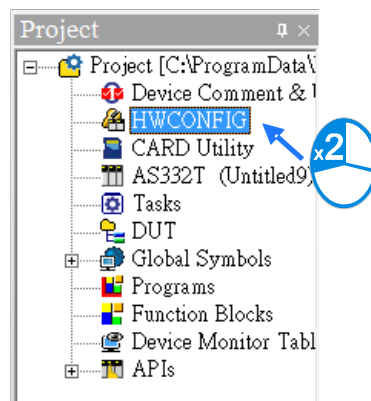 Project
Project [C:\ProgramData\
Device Comment &
HWCONFIG
x2
CARD Utility
AS332T (Untitled9)
Tasks
DUT
Global Symbols
Programs
Function Blocks
Device Monitor Tabl
APIs